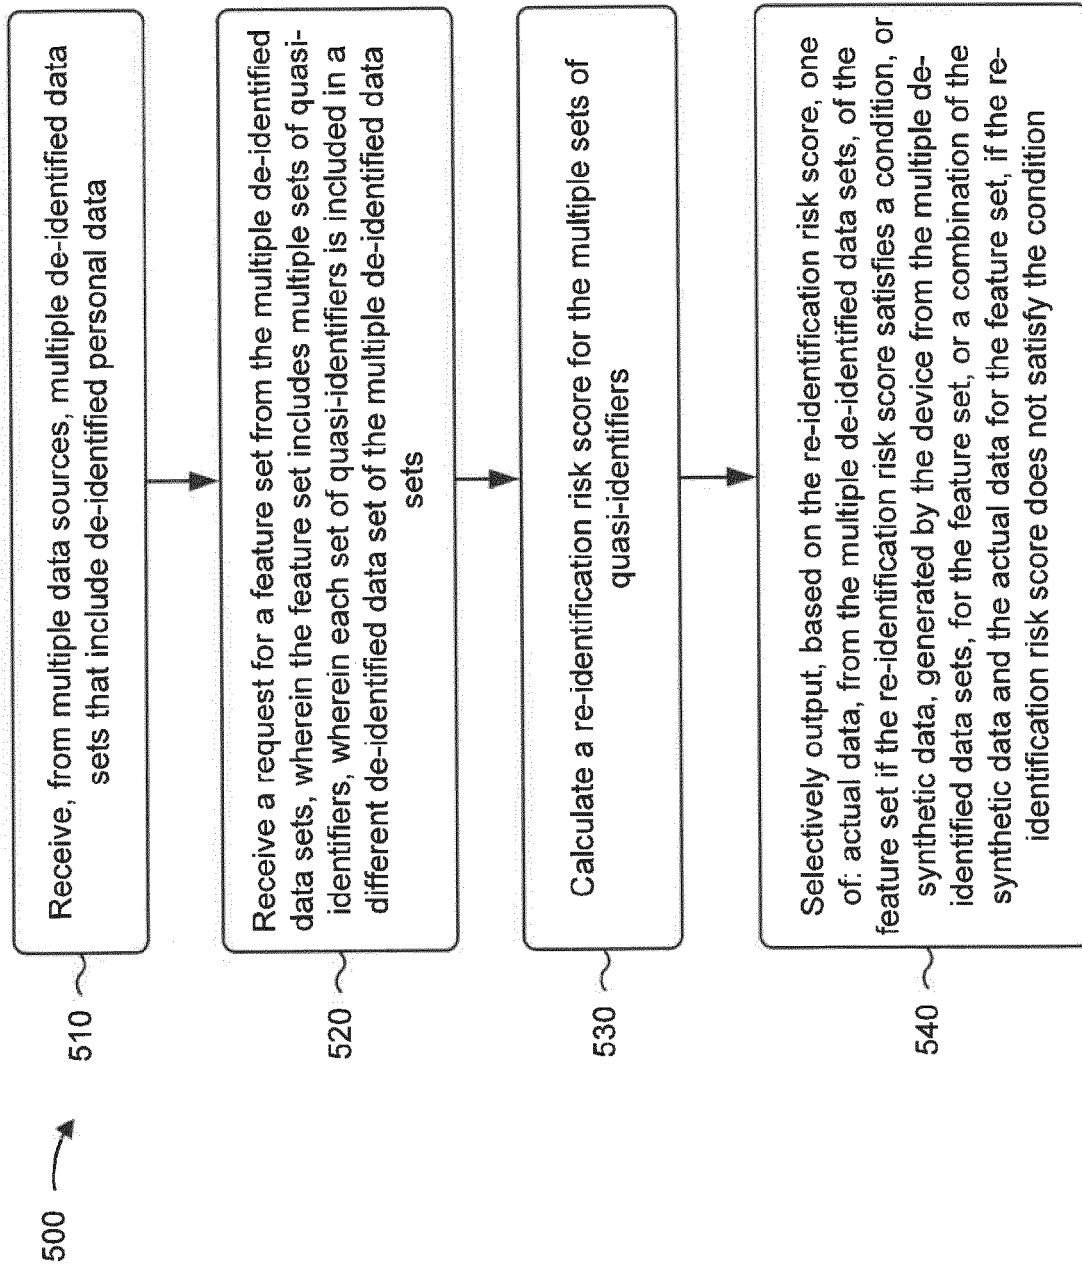 500
510
Receive, from multiple data sources, multiple de-identified data
sets that include de-identified personal data
520
Receive a request for a feature set from the multiple de-identified
data sets, wherein the feature set includes multiple sets of quasi-
identifiers, wherein each set of quasi-identifiers is included in a
different de-identified data set of the multiple de-identified data
sets
530
Calculate a re-identification risk score for the multiple sets of
quasi-identifiers
540
Selectively output, based on the re-identification risk score, one
of: actual data, from the multiple de-identified data sets, of the
feature set if the re-identification risk score satisfies a condition, or
synthetic data, generated by the device from the multiple de-
identified data sets, for the feature set, or a combination of the
synthetic data and the actual data for the feature set, if the re-
identification risk score does not satisfy the condition